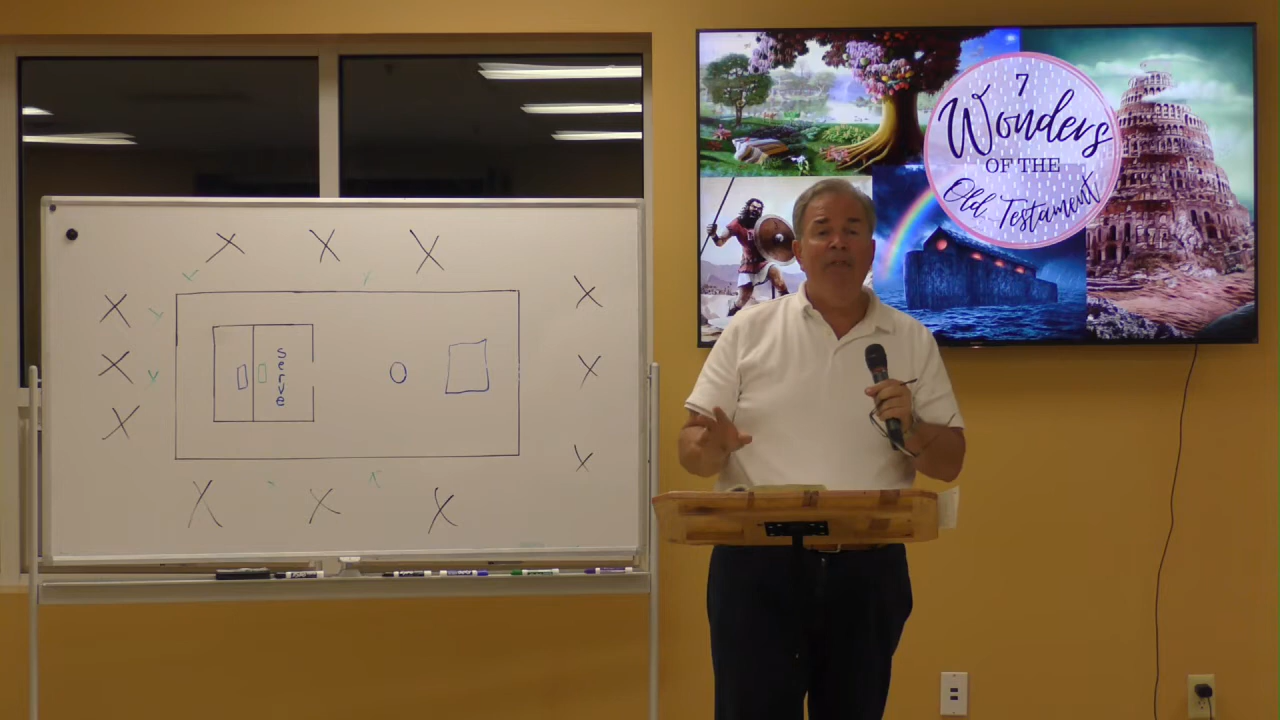 7
Wonders
OF THE
Old Testament
X X X
X X
X X
X X
X X X
serve